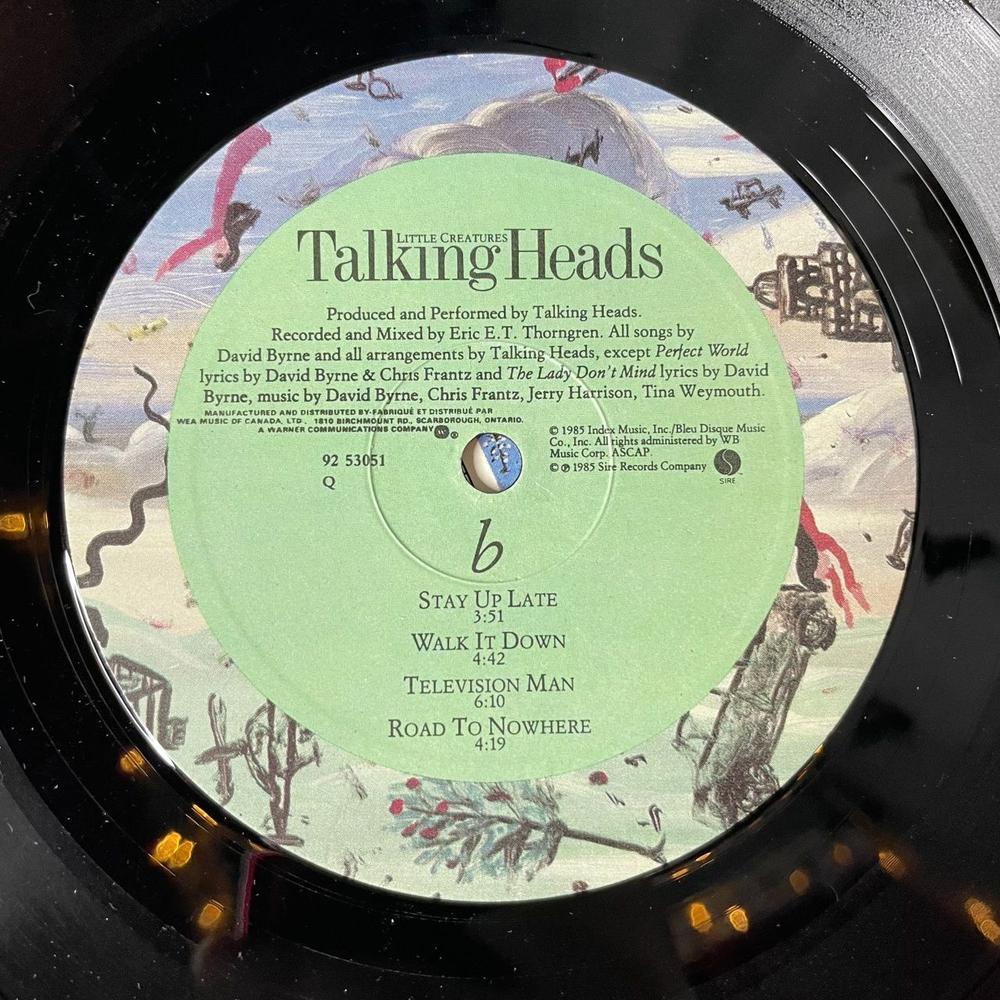 LITTLE CREATURES
Talking Heads
Produced and Performed by Talking Heads.
Recorded and Mixed by Eric E.T. Thorngren. All songs by
David Byrne and all arrangements by Talking Heads, except Perfect World
lyrics by David Byrne & Chris Frantz and The Lady Don't Mind lyrics by David
Byrne, music by David Byrne, Chris Frantz, Jerry Harrison, Tina Weymouth.
MANUFACTURED AND DISTRIBUTED BY-FABRIQUÉ ET DISTRIBUÉ PAR
WEA MUSIC OF CANADA, LTD., 1810 BIRCHMOUNT RD., SCARBOROUGH, ONTARIO.
A WARNER COMMUNICATIONS COMPANY ®
© 1985 Index Music, Inc./Bleu Disque Music
Co., Inc. All rights administered by WB
Music Corp. ASCAP.
© ℗ 1985 Sire Records Company
SIRE
92 53051
Q
b
STAY UP LATE
3:51
WALK IT DOWN
4:42
TELEVISION MAN
6:10
ROAD TO NOWHERE
4:19